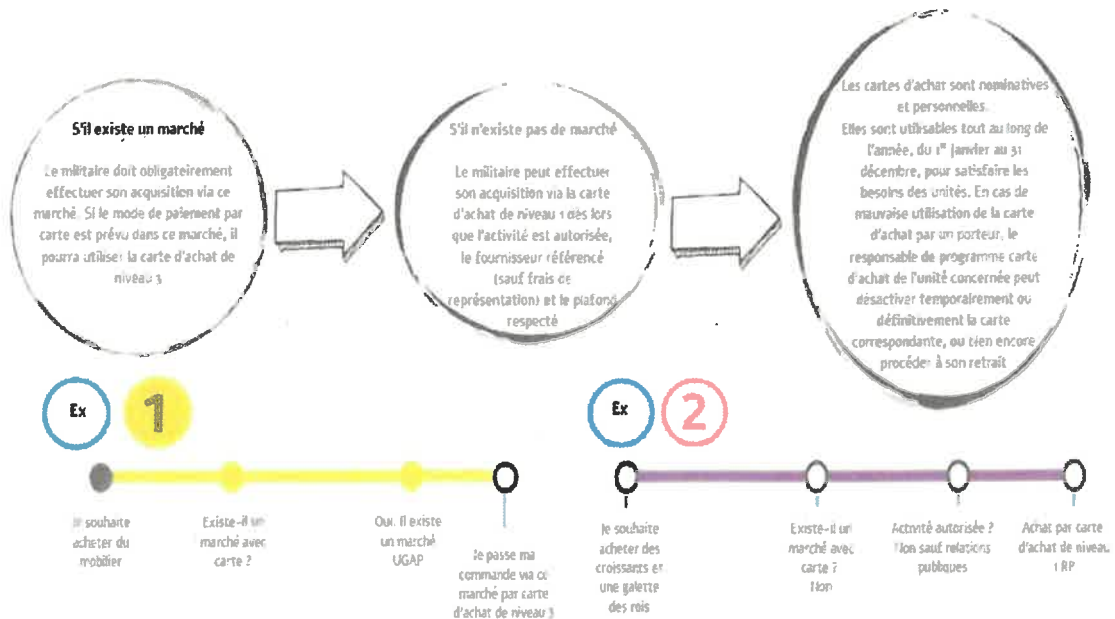 S'il existe un marché
Le militaire doit obligateirement
effectuer son acquisition via ce
marché. Si le mode de paiement par
carte est prévu dans ce marché, il
pourra utiliser la carte d'achat de
niveau 3
S'il n'existe pas de marché
Le militaire peut effectuer
son acquisition via la carte
d'achat de niveau 1 dès lors
que l'activité est autorisée,
le fournisseur référencé
(sauf frais de
représentation) et le plafond
respecté
Les cartes d'achat sont nominatives
et personnelles.
Elles sont utilisables tout au long de
l'année, du 1er janvier au 31
décembre, pour satisfaire les
besoins des unités. En cas de
mauvaise utilisation de la carte
d'achat par un porteur, le
responsable de programme carte
d'achat de l'unité concernée peut
désactiver temporairement ou
définitivement la carte
correspondante, ou bien encore
procéder à son retrait
Ex
1
Je souhaite
acheter du
mobilier
Existe-il un
marché avec
carte ?
Oui. Il existe
un marché
UGAP
Je passe ma
commande via ce
marché par carte
d'achat de niveau 3
Ex
2
Je souhaite
acheter des
croissants et
une galette
des rois
Existe-il un
marché avec
carte ?
Non
Activité autorisée ?
Non sauf relations
publiques
Achat par carte
d'achat de niveau
1 RP